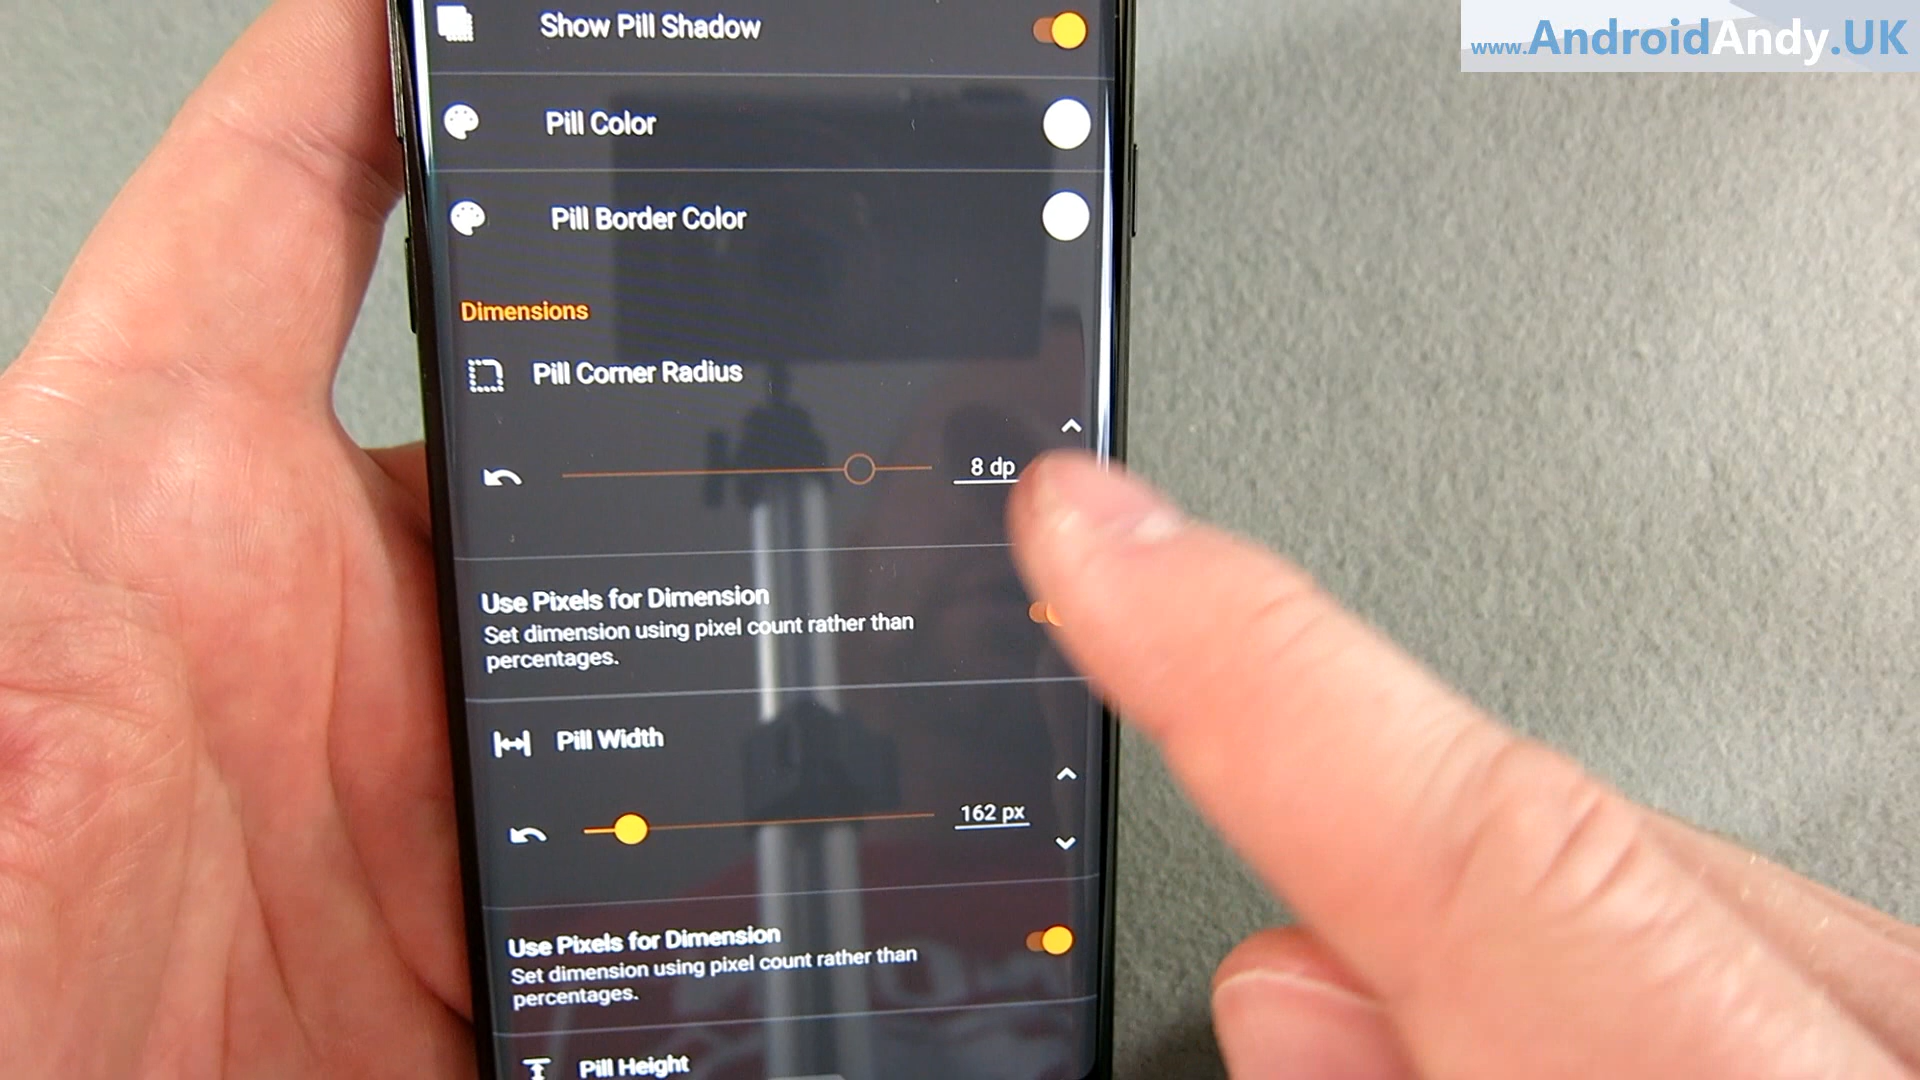 www.AndroidAndy.UK
Show Pill Shadow
Pill Color
Pill Border Color
Dimensions
Pill Corner Radius
8 dp
Use Pixels for Dimension
Set dimension using pixel count rather than
percentages.
Pill Width
162 px
Use Pixels for Dimension
Set dimension using pixel count rather than
percentages.
Pill Height